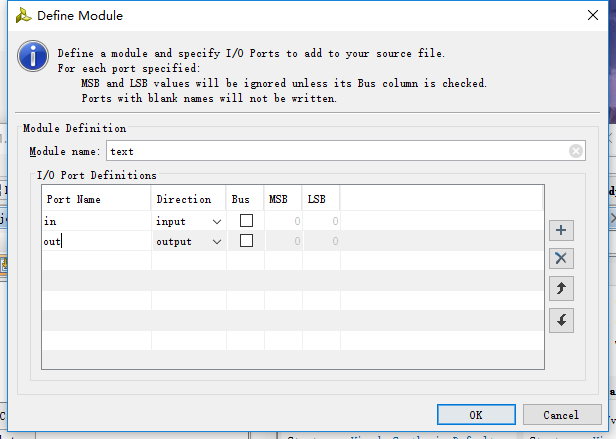 Define Module
Define a module and specify I/O Ports to add to your source file.
For each port specified:
MSB and LSB values will be ignored unless its Bus column is checked.
Ports with blank names will not be written.
Module Definition
Module name: text
I/O Port Definitions
Port Name Direction Bus MSB LSB
in input 0 0
out output 0 0
OK Cancel